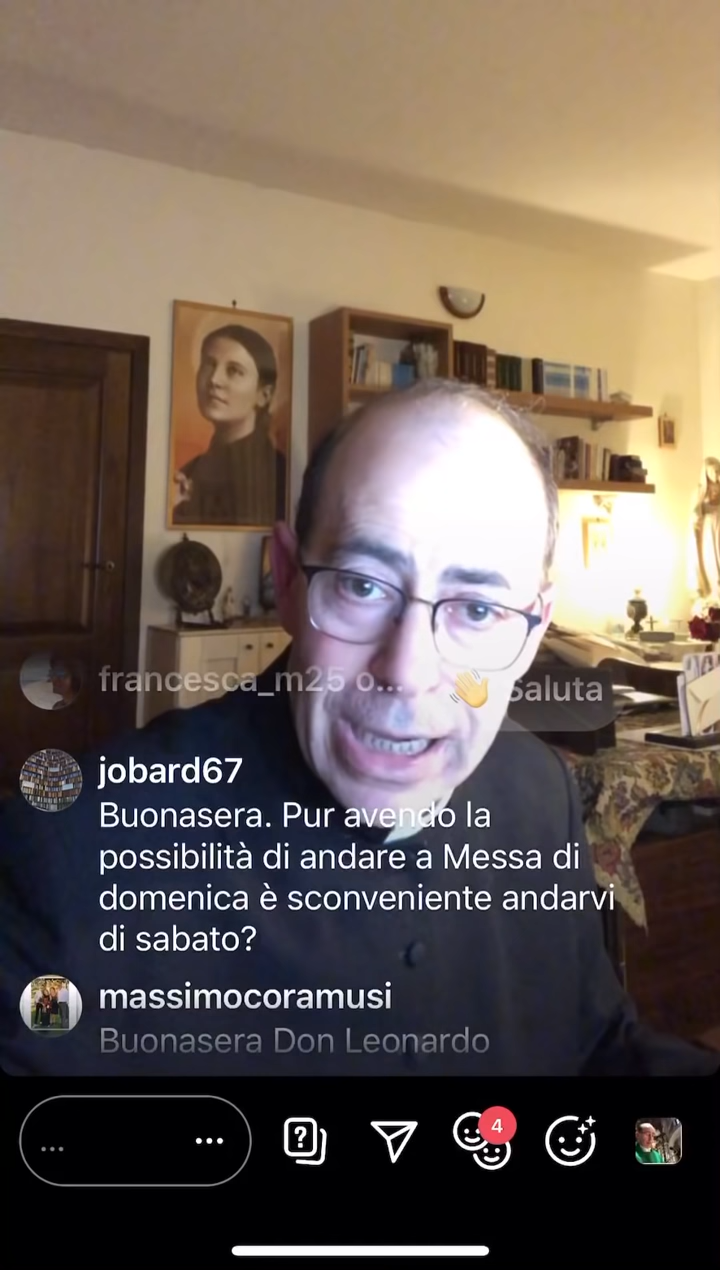 francesca_m25 o...
👋 Saluta
jobard67
Buonasera. Pur avendo la
possibilità di andare a Messa di
domenica è sconveniente andarvi
di sabato?
massimocoramusi
Buonasera Don Leonardo
...
4